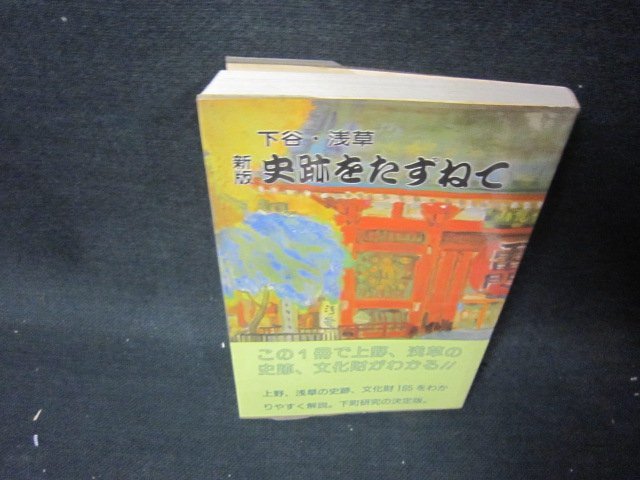 下谷・浅草
新版
史跡をたずねて
この1冊で上野、浅草の
史跡、文化財がわかる!!
上野、浅草の史跡、文化財165をわか
りやすく解説。下町研究の決定版。